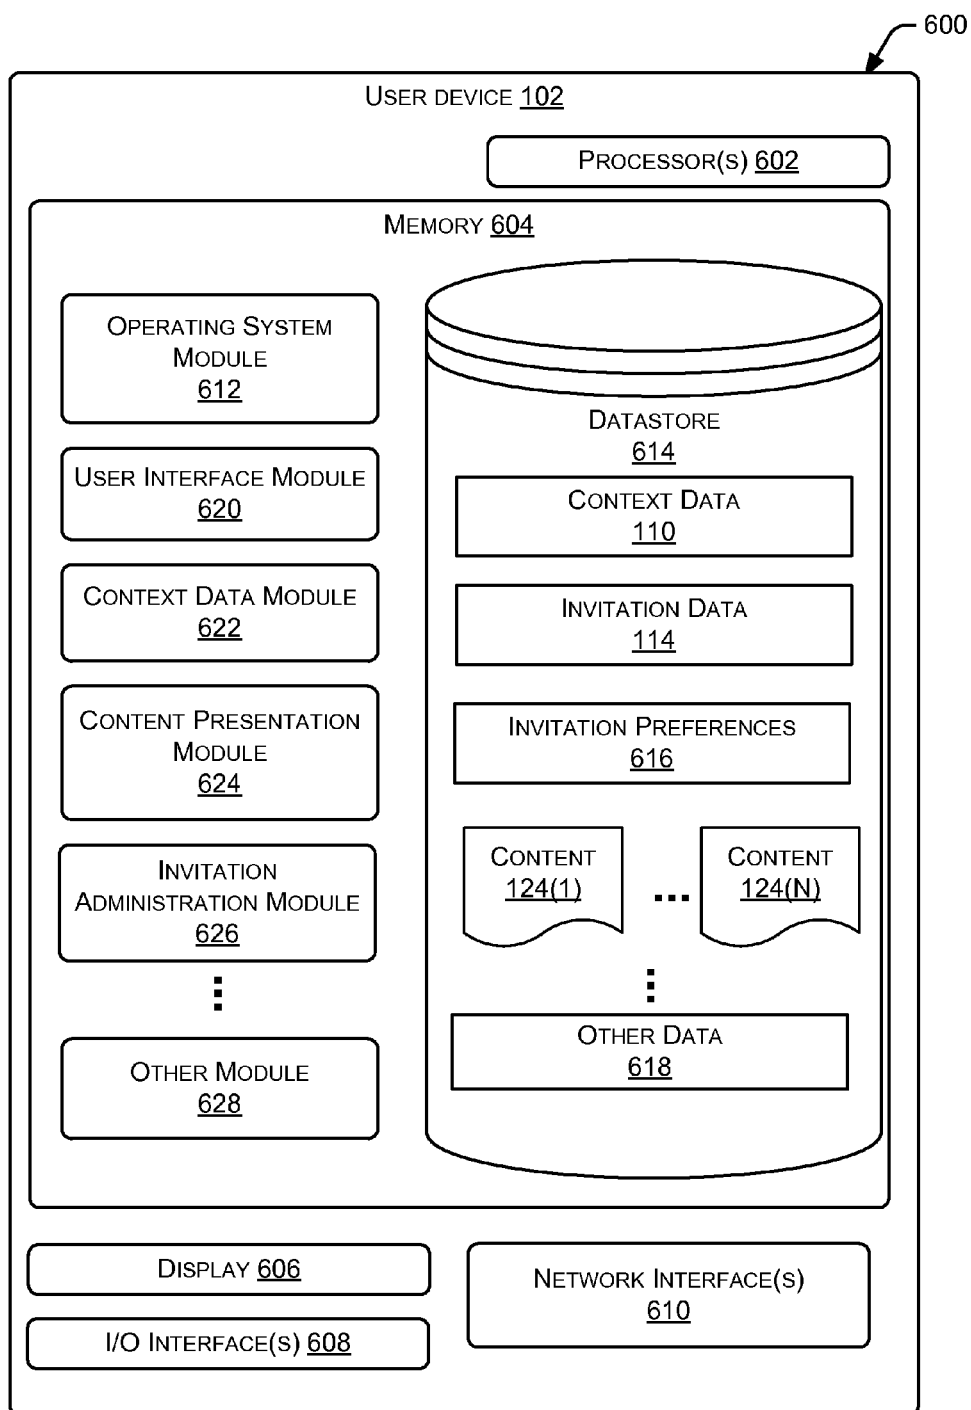 600
USER DEVICE 102
PROCESSOR(S) 602
MEMORY 604
OPERATING SYSTEM
MODULE
612
USER INTERFACE MODULE
620
CONTEXT DATA MODULE
622
CONTENT PRESENTATION
MODULE
624
INVITATION
ADMINISTRATION MODULE
626
OTHER MODULE
628
DATASTORE
614
CONTEXT DATA
110
INVITATION DATA
114
INVITATION PREFERENCES
616
CONTENT
124(1)
...
CONTENT
124(N)
OTHER DATA
618
DISPLAY 606
I/O INTERFACE(S) 608
NETWORK INTERFACE(S)
610